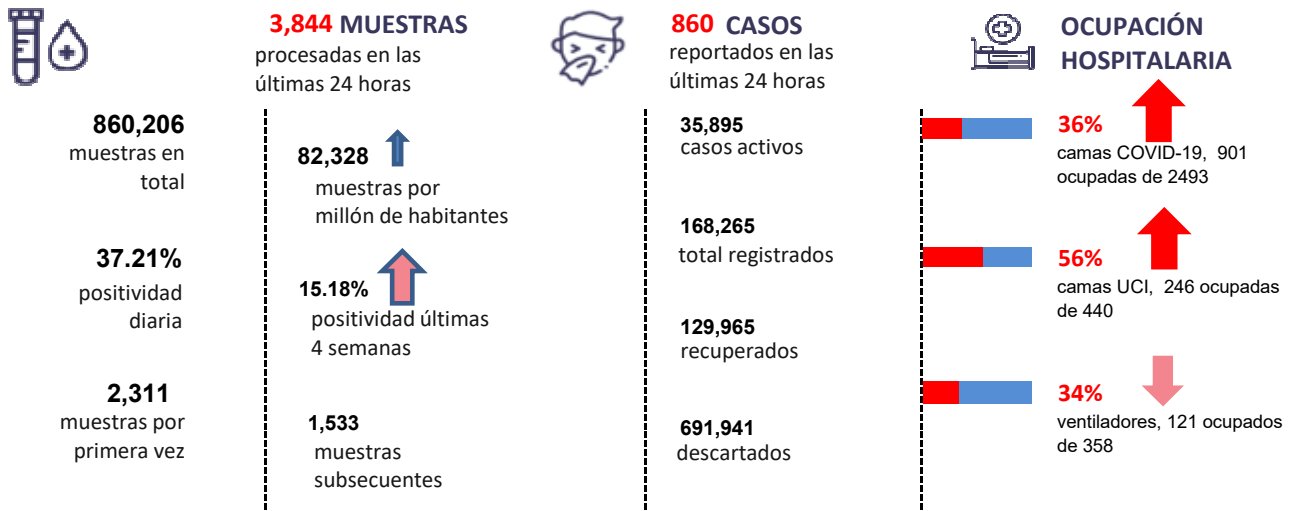 3,844 MUESTRAS
procesadas en las
últimas 24 horas
860 CASOS
reportados en las
últimas 24 horas
OCUPACIÓN
HOSPITALARIA
860,206
muestras en
total
37.21%
positividad
diaria
2,311
muestras por
primera vez
82,328
muestras por
millón de habitantes
15.18%
positividad últimas
4 semanas
1,533
muestras
subsecuentes
35,895
casos activos
168,265
total registrados
129,965
recuperados
691,941
descartados
36%
camas COVID-19, 901
ocupadas de 2493
56%
camas UCI, 246 ocupadas
de 440
34%
ventiladores, 121 ocupados
de 358